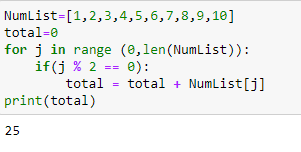 NumList=[1,2,3,4,5,6,7,8,9,10]
total=0
for j in range (0,len(NumList)):
    if(j % 2 == 0):
        total = total + NumList[j]
print(total)
25